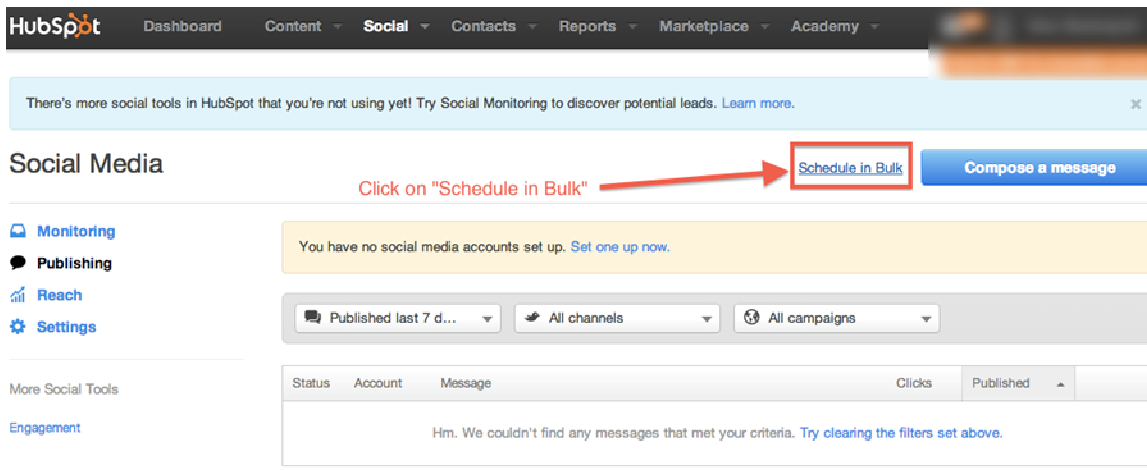 HubSpot Dashboard Content Social Contacts Reports Marketplace Academy
There's more social tools in HubSpot that you're not using yet! Try Social Monitoring to discover potential leads. Learn more.
Social Media
Schedule in Bulk
Compose a message
Click on "Schedule in Bulk"
Monitoring
Publishing
Reach
Settings
More Social Tools
Engagement
You have no social media accounts set up. Set one up now.
Published last 7 d... All channels All campaigns
Status Account Message Clicks Published
Hm. We couldn't find any messages that met your criteria. Try clearing the filters set above.